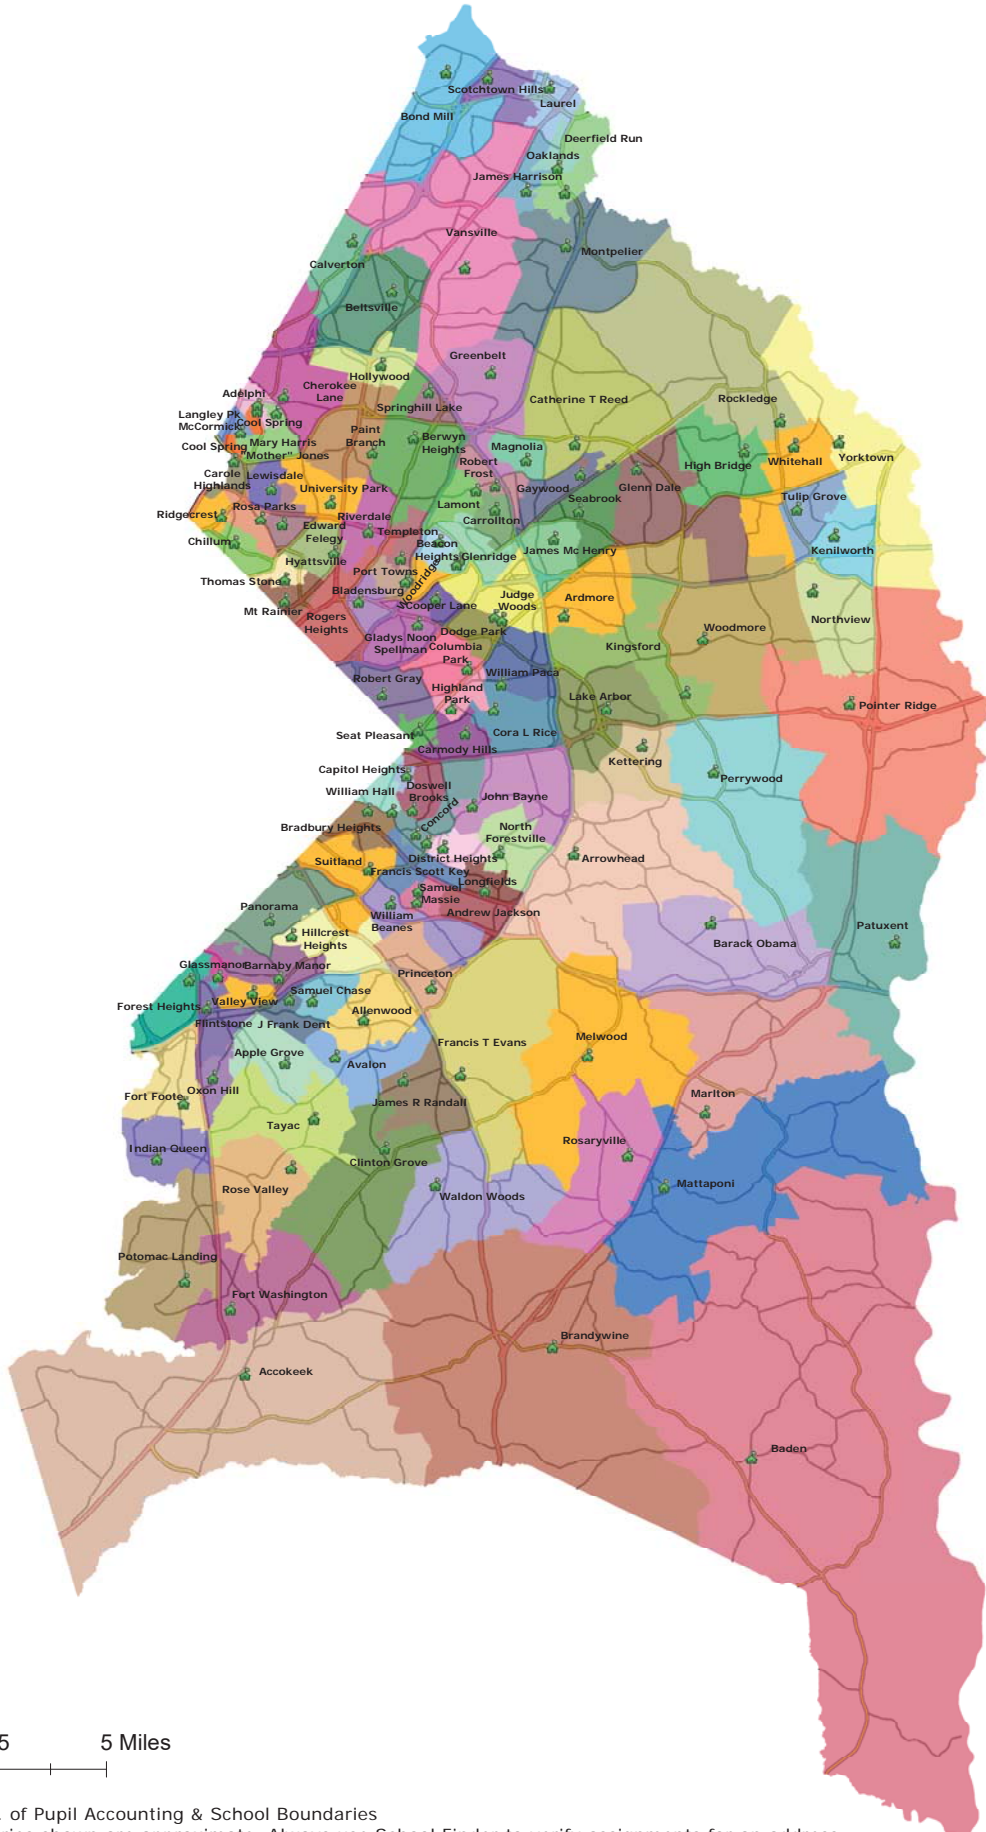 Scotchtown Hills
Laurel
Bond Mill
Deerfield Run
Oaklands
James Harrison
Vansville
Montpelier
Calverton
Beltsville
Greenbelt
Hollywood
Cherokee
Lane
Adelphi
Springhill Lake
Catherine T Reed
Rockledge
Langley Pk
McCormick
Cool Spring
Paint
Branch
Berwyn
Heights
Magnolia
Cool Spring
Mary Harris
"Mother" Jones
Robert
Frost
High Bridge
Whitehall
Yorktown
Carole
Highlands
Lewisdale
University Park
Gaywood
Glenn Dale
Seabrook
Tulip Grove
Lamont
Ridgecrest
Rosa Parks
Riverdale
Carrollton
Edward
Felegy
Templeton
Chillum
Beacon
Heights
Glenridge
James Mc Henry
Kenilworth
Hyattsville
Port Towns
Woodridge
Thomas Stone
Bladensburg
Cooper Lane
Judge
Woods
Ardmore
Mt Rainier
Rogers
Heights
Dodge Park
Woodmore
Northview
Gladys Noon
Spellman
Columbia
Park
Kingsford
William Paca
Robert Gray
Highland
Park
Lake Arbor
Pointer Ridge
Seat Pleasant
Cora L Rice
Carmody Hills
Kettering
Capitol Heights
Perrywood
William Hall
Doswell
Brooks
John Bayne
Concord
Bradbury Heights
North
Forestville
Suitland
District Heights
Arrowhead
Francis Scott Key
Longfields
Samuel
Massie
Panorama
William
Beanes
Andrew Jackson
Patuxent
Hillcrest
Heights
Barack Obama
Glassmanor
Barnaby Manor
Princeton
Samuel Chase
Forest Heights
Valley View
Allenwood
Flintstone
J Frank Dent
Melwood
Francis T Evans
Apple Grove
Avalon
Oxon Hill
Fort Foote
James R Randall
Marlton
Tayac
Rosaryville
Indian Queen
Clinton Grove
Rose Valley
Waldon Woods
Mattaponi
Potomac Landing
Fort Washington
Brandywine
Accokeek
Baden
5 5 Miles
. of Pupil Accounting & School Boundaries